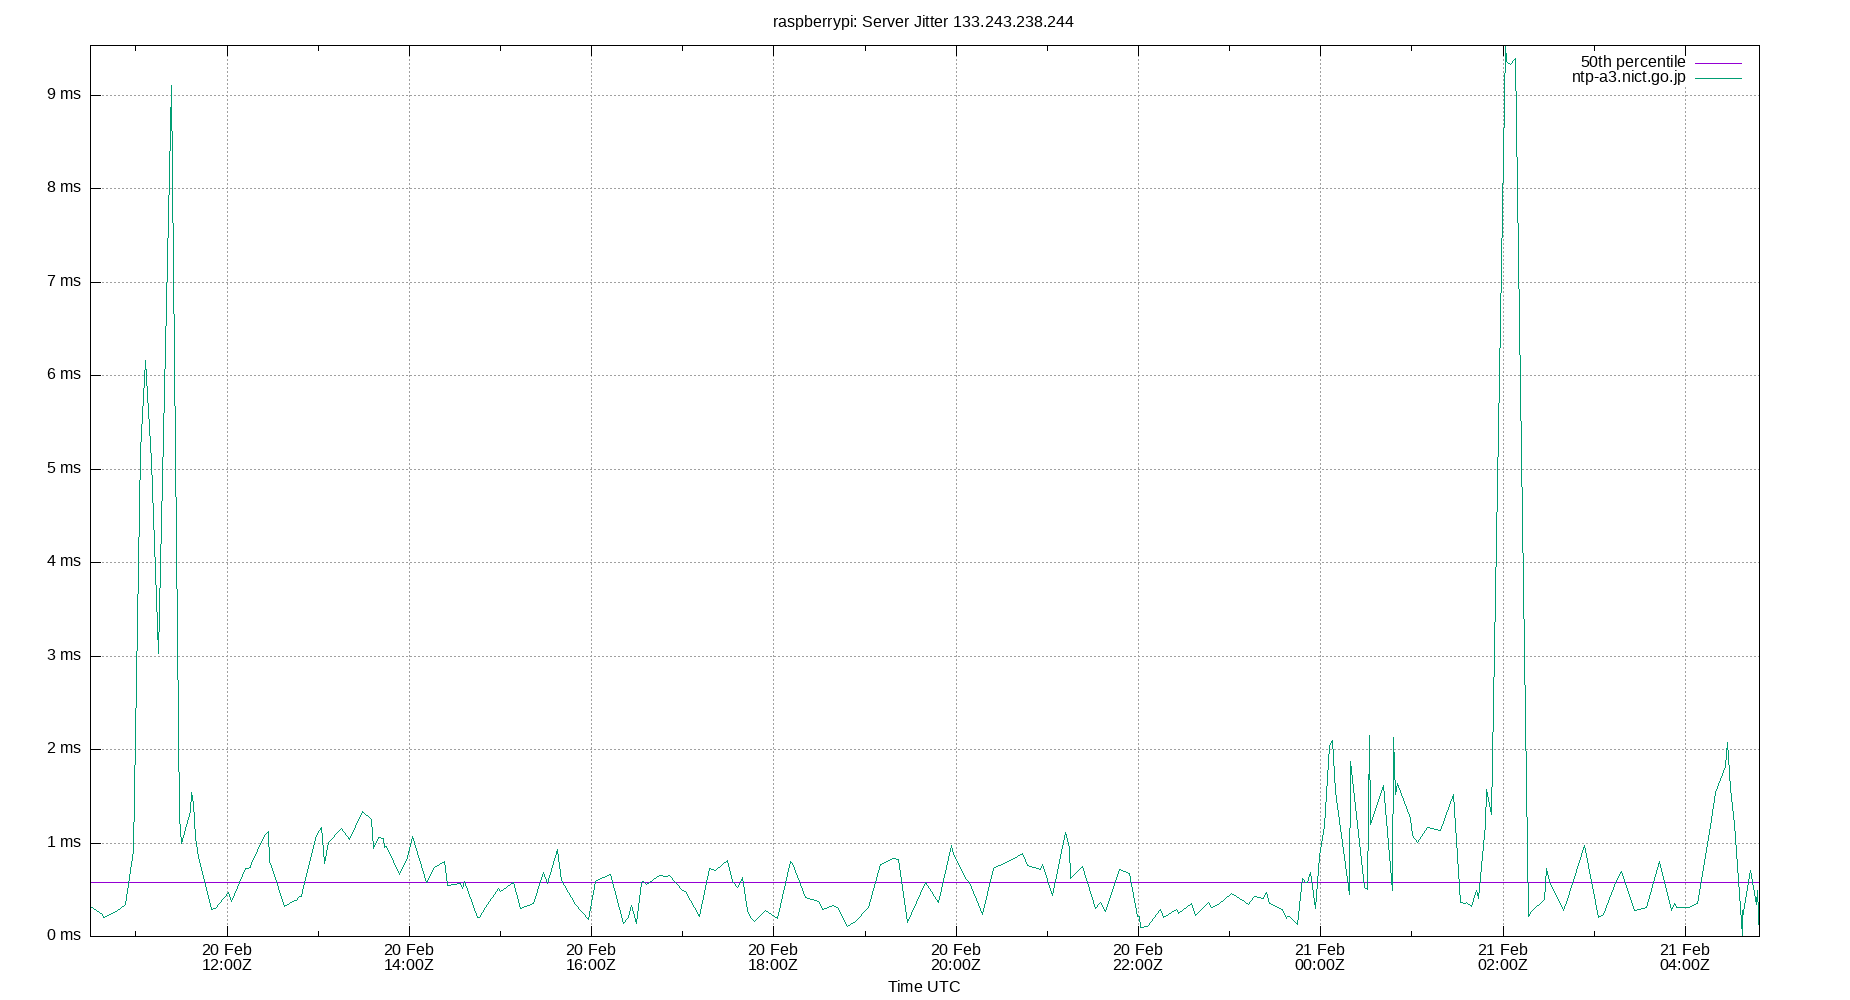 raspberrypi: Server Jitter 133.243.238.244
50th percentile
ntp-a3.nict.go.jp
9 ms
8 ms
7 ms
6 ms
5 ms
4 ms
3 ms
2 ms
1 ms
0 ms
20 Feb 20 Feb 20 Feb 20 Feb 20 Feb 20 Feb 21 Feb 21 Feb 21 Feb
12:00Z 14:00Z 16:00Z 18:00Z 20:00Z 22:00Z 00:00Z 02:00Z 04:00Z
Time UTC